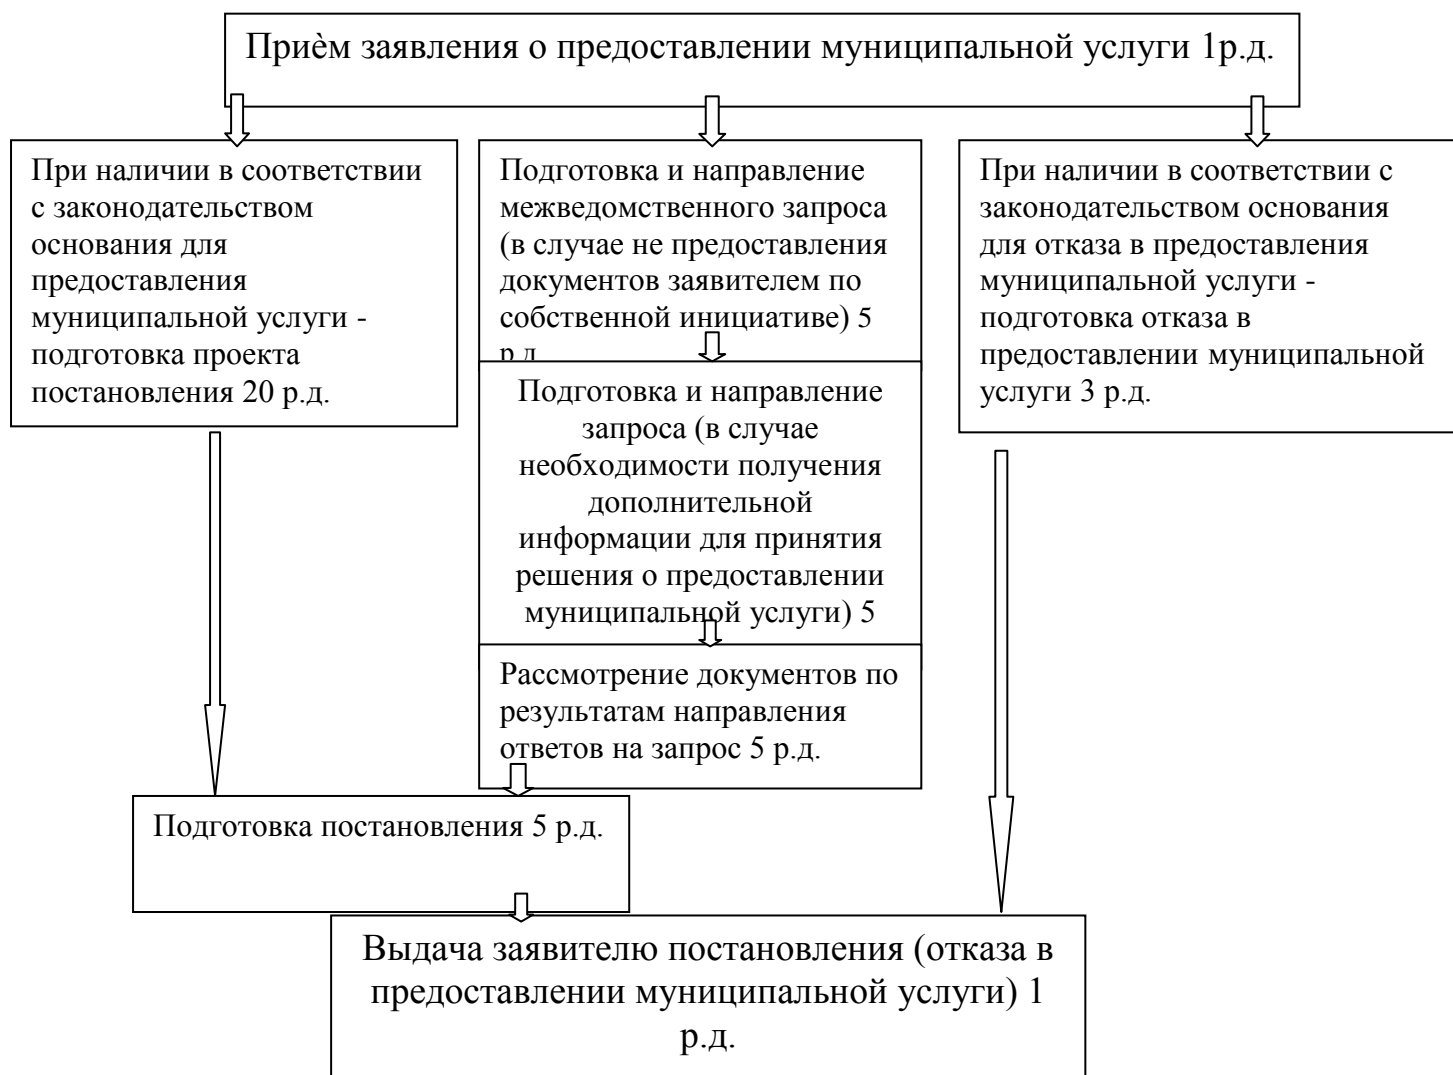 Приѐм заявления о предоставлении муниципальной услуги 1р.д.
При наличии в соответствии
с законодательством
основания для
предоставления
муниципальной услуги -
подготовка проекта
постановления 20 р.д.
Подготовка и направление
межведомственного запроса
(в случае не предоставления
документов заявителем по
собственной инициативе) 5
р.д.
При наличии в соответствии с
законодательством основания
для отказа в предоставления
муниципальной услуги -
подготовка отказа в
предоставлении муниципальной
услуги 3 р.д.
Подготовка и направление
запроса (в случае
необходимости получения
дополнительной
информации для принятия
решения о предоставлении
муниципальной услуги) 5
Рассмотрение документов по
результатам направления
ответов на запрос 5 р.д.
Подготовка постановления 5 р.д.
Выдача заявителю постановления (отказа в
предоставлении муниципальной услуги) 1
р.д.